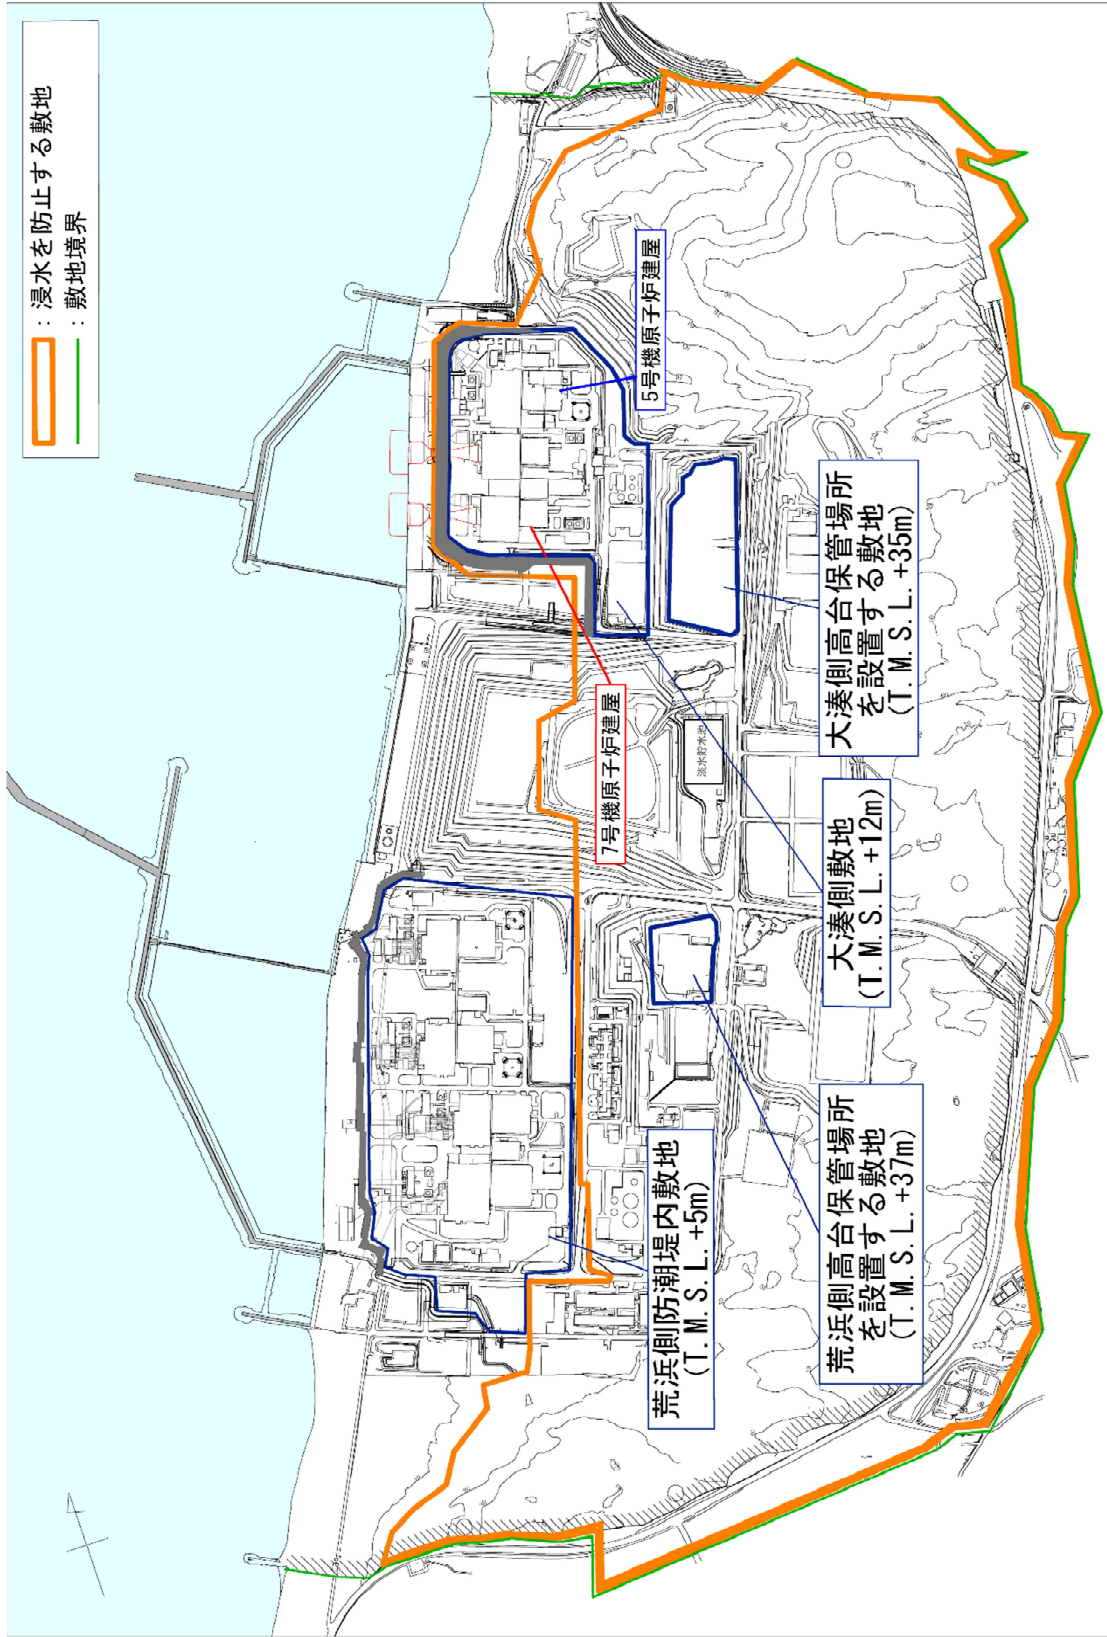 ：浸水を防止する敷地
：敷地境界
5号機原子炉建屋
7号機原子炉建屋
淡水貯水池
大湊側高台保管場所
を設置する敷地
(T.M.S.L.+35m)
大湊側敷地
(T.M.S.L.+12m)
荒浜側防潮堤内敷地
(T.M.S.L.+5m)
荒浜側高台保管場所
を設置する敷地
(T.M.S.L.+37m)